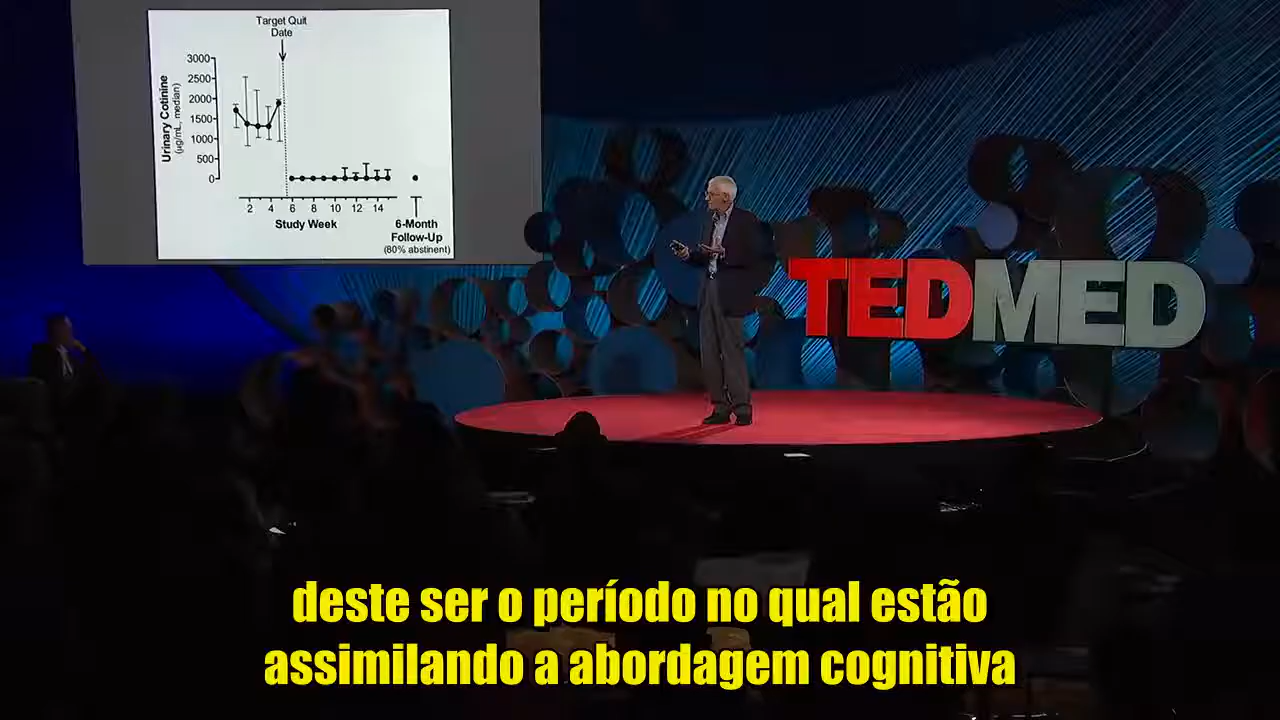 Target Quit
Date
Urinary Cotinine
(µg/mL, median)
3000
2500
2000
1500
1000
500
0
2 4 6 8 10 12 14
Study Week
6-Month
Follow-Up
(80% abstinent)
TEDMED
deste ser o período no qual estão
assimilando a abordagem cognitiva